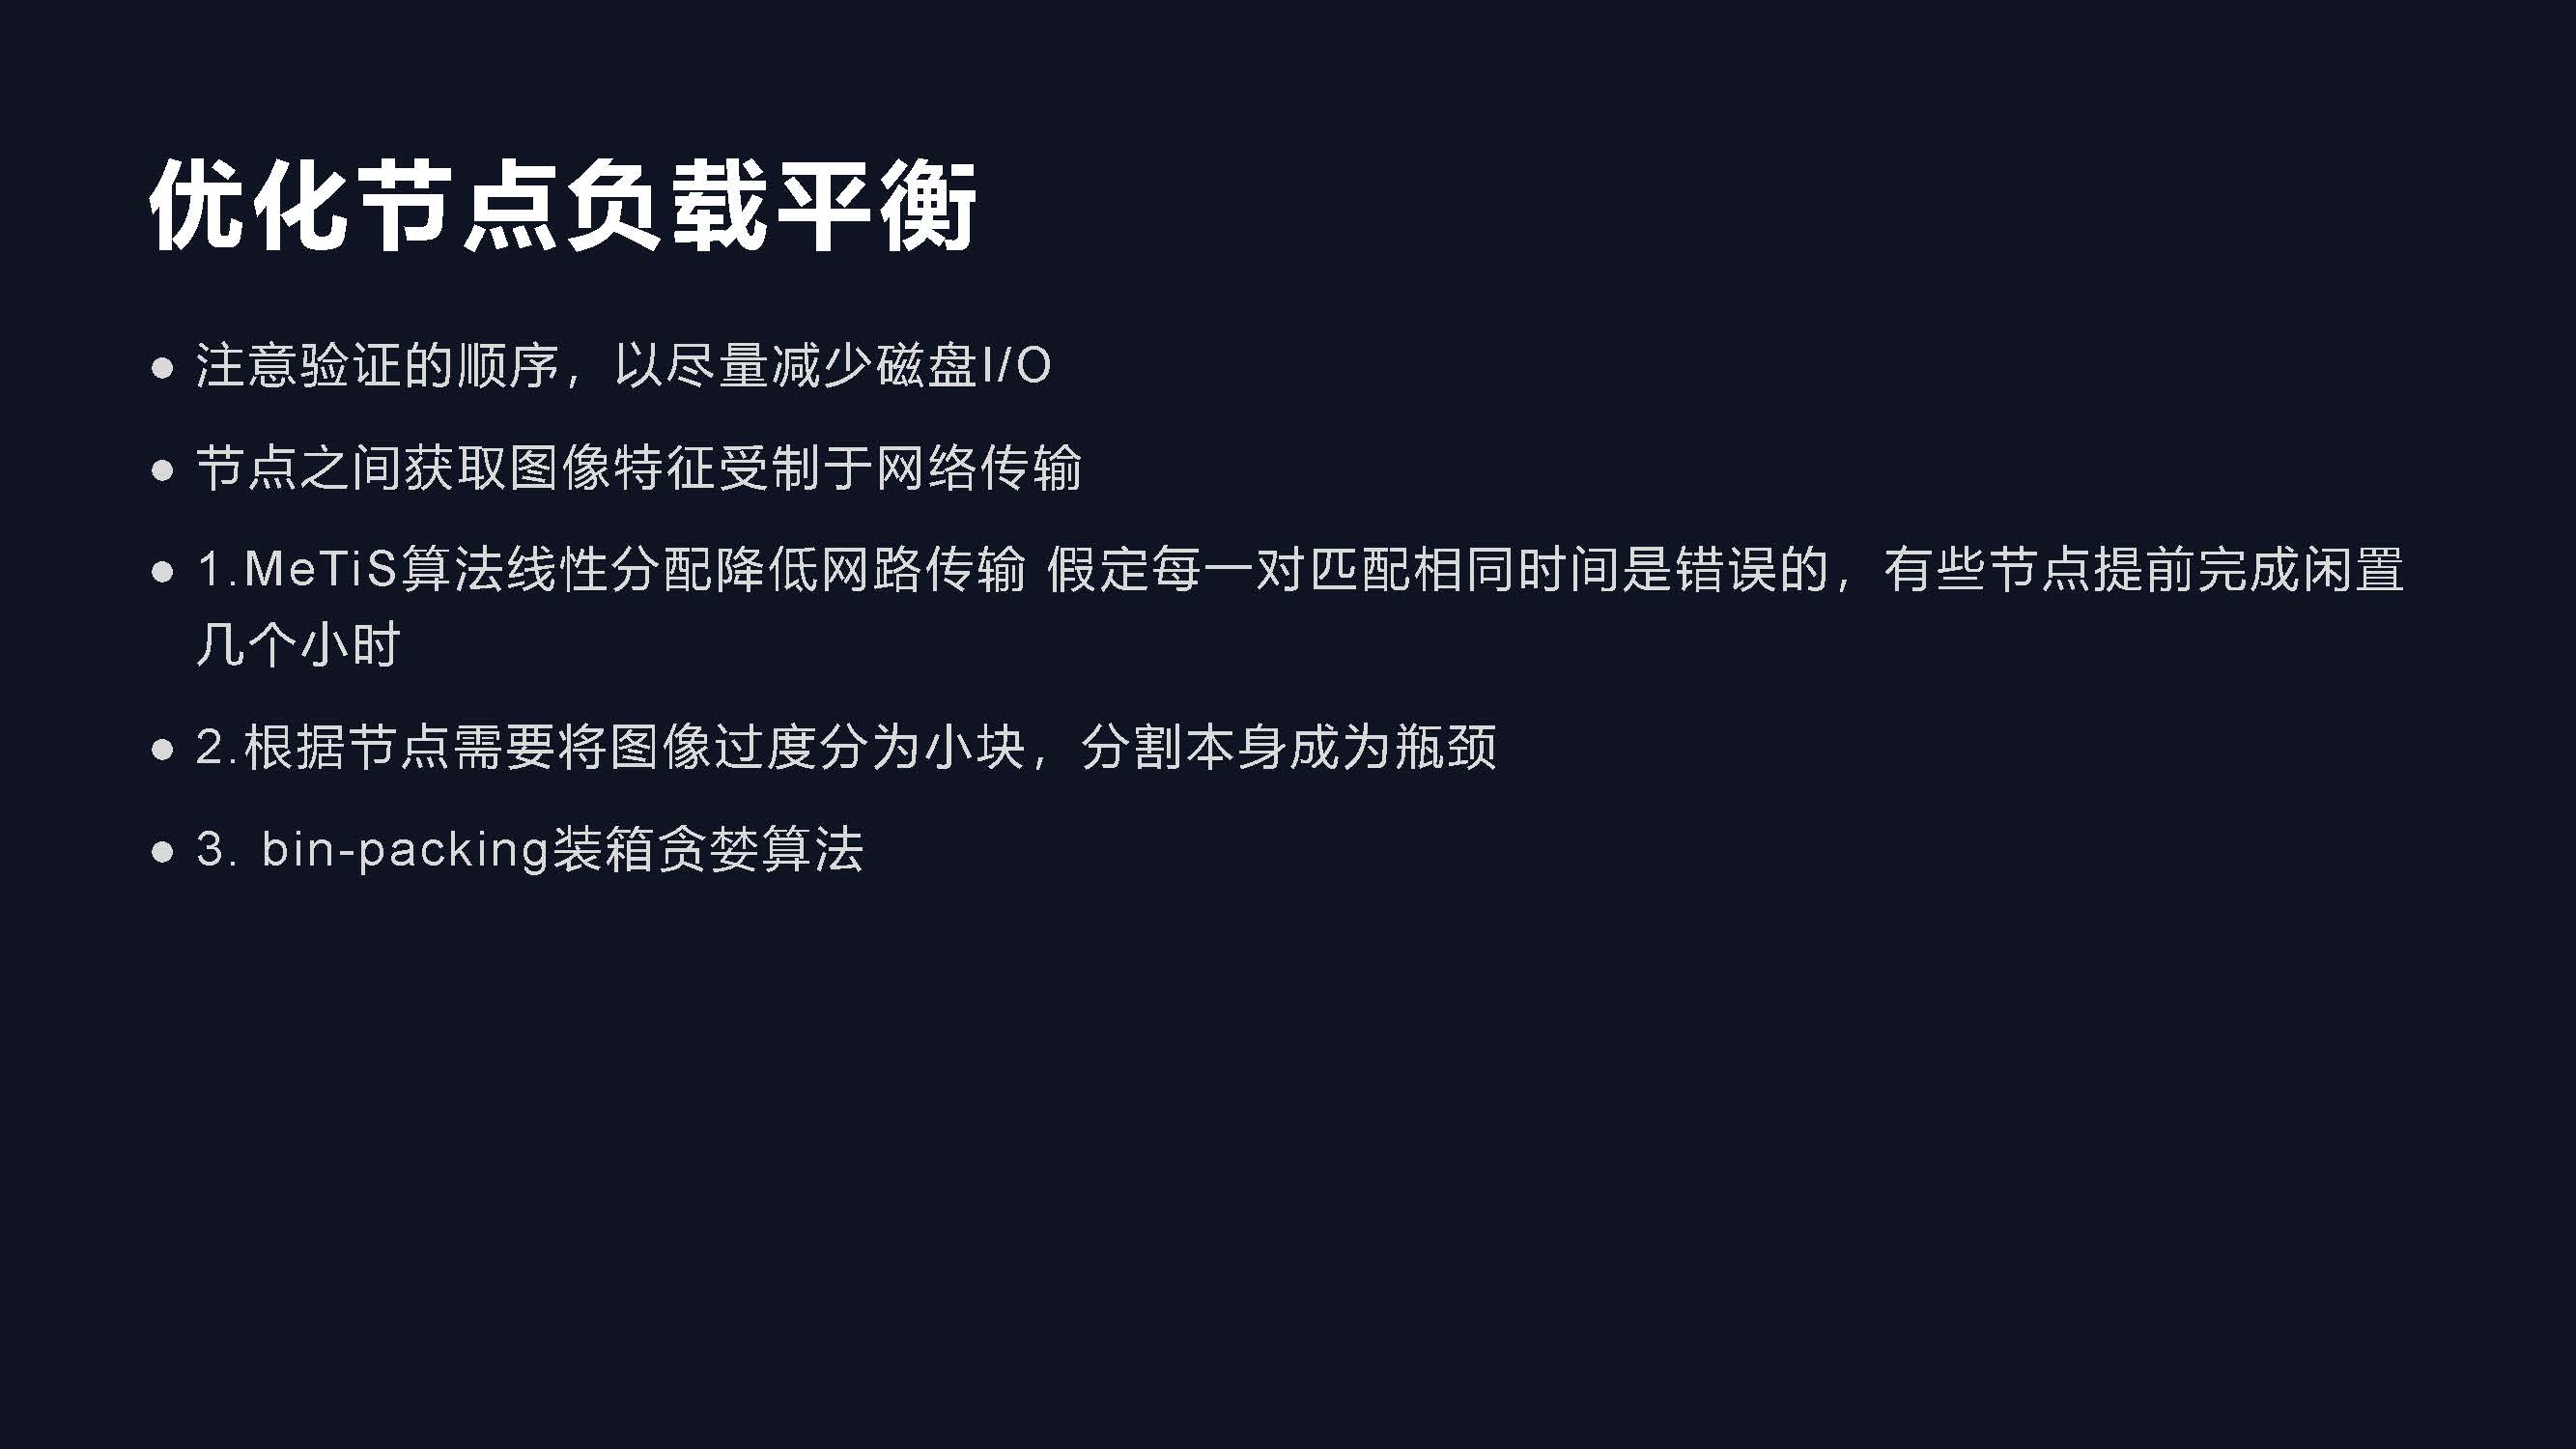 优化节点负载平衡
● 注意验证的顺序，以尽量减少磁盘I/O
● 节点之间获取图像特征受制于网络传输
● 1.MeTiS算法线性分配降低网路传输 假定每一对匹配相同时间是错误的，有些节点提前完成闲置
几个小时
● 2.根据节点需要将图像过度分为小块，分割本身成为瓶颈
● 3. bin-packing装箱贪婪算法